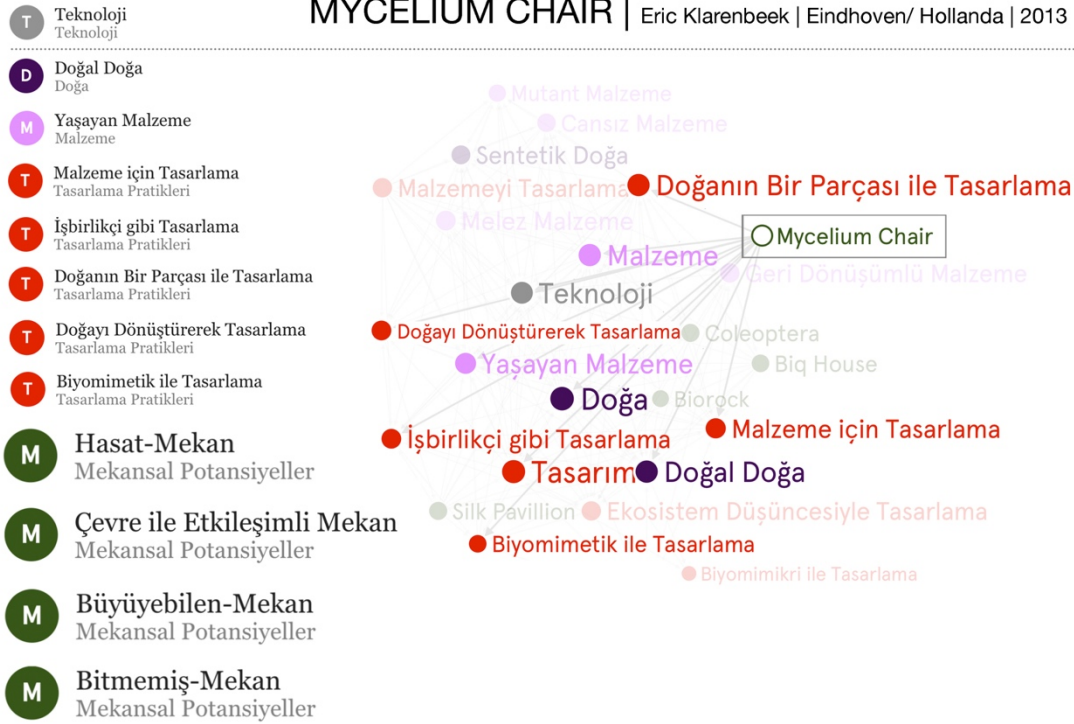 MYCELIUM CHAIR | Eric Klarenbeek | Eindhoven/ Hollanda | 2013
T
Teknoloji
Teknoloji
D
Doğal Doğa
Doğa
M
Yaşayan Malzeme
Malzeme
T
Malzeme için Tasarlama
Tasarlama Pratikleri
T
İşbirlikçi gibi Tasarlama
Tasarlama Pratikleri
T
Doğanın Bir Parçası ile Tasarlama
Tasarlama Pratikleri
T
Doğayı Dönüştürerek Tasarlama
Tasarlama Pratikleri
T
Biyomimetik ile Tasarlama
Tasarlama Pratikleri
M
Hasat-Mekan
Mekansal Potansiyeller
M
Çevre ile Etkileşimli Mekan
Mekansal Potansiyeller
M
Büyüyebilen-Mekan
Mekansal Potansiyeller
M
Bitmemiş-Mekan
Mekansal Potansiyeller
Mutant Malzeme
Cansız Malzeme
Sentetik Doğa
Malzemeyi Tasarlama
Doğanın Bir Parçası ile Tasarlama
Melez Malzeme
Mycelium Chair
Malzeme
Geri Dönüşümlü Malzeme
Teknoloji
Doğayı Dönüştürerek Tasarlama
Coleoptera
Yaşayan Malzeme
Biq House
Doğa
Biorock
Malzeme için Tasarlama
İşbirlikçi gibi Tasarlama
Tasarım
Doğal Doğa
Silk Pavillion
Ekosistem Düşüncesiyle Tasarlama
Biyomimetik ile Tasarlama
Biyomimikri ile Tasarlama